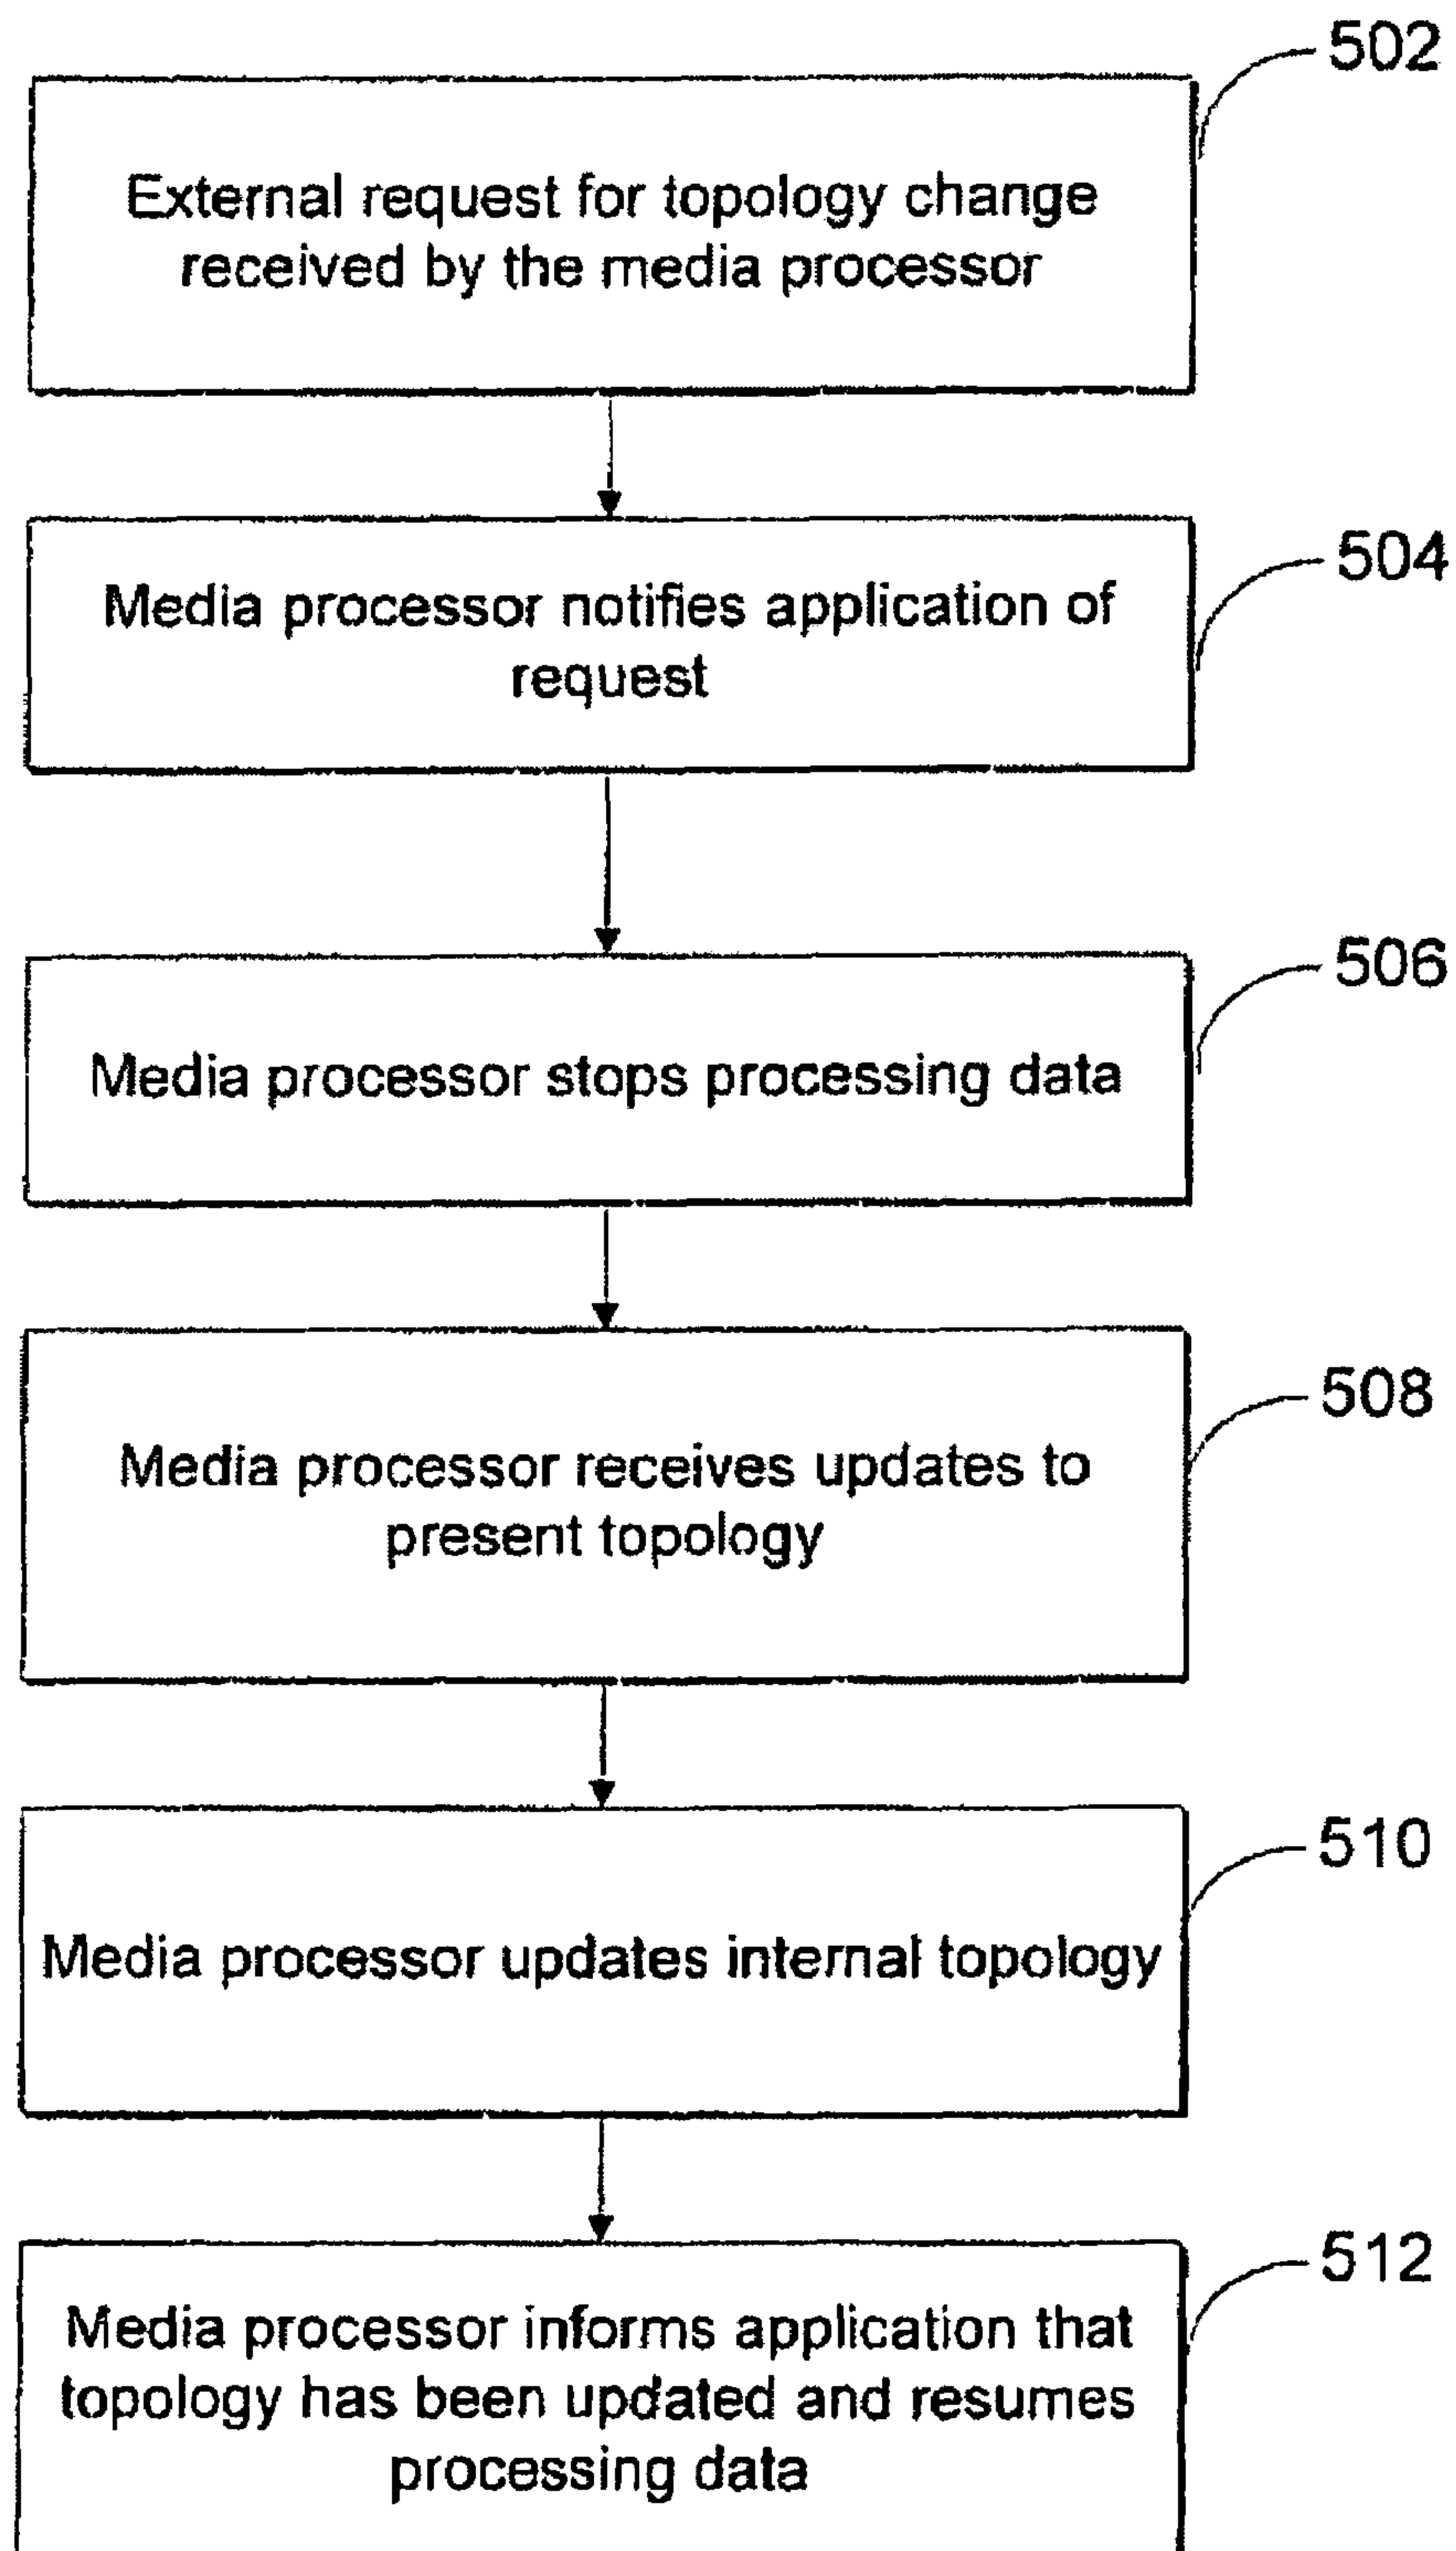 502
External request for topology change
received by the media processor
504
Media processor notifies application of
request
506
Media processor stops processing data
508
Media processor receives updates to
present topology
510
Media processor updates internal topology
512
Media processor informs application that
topology has been updated and resumes
processing data